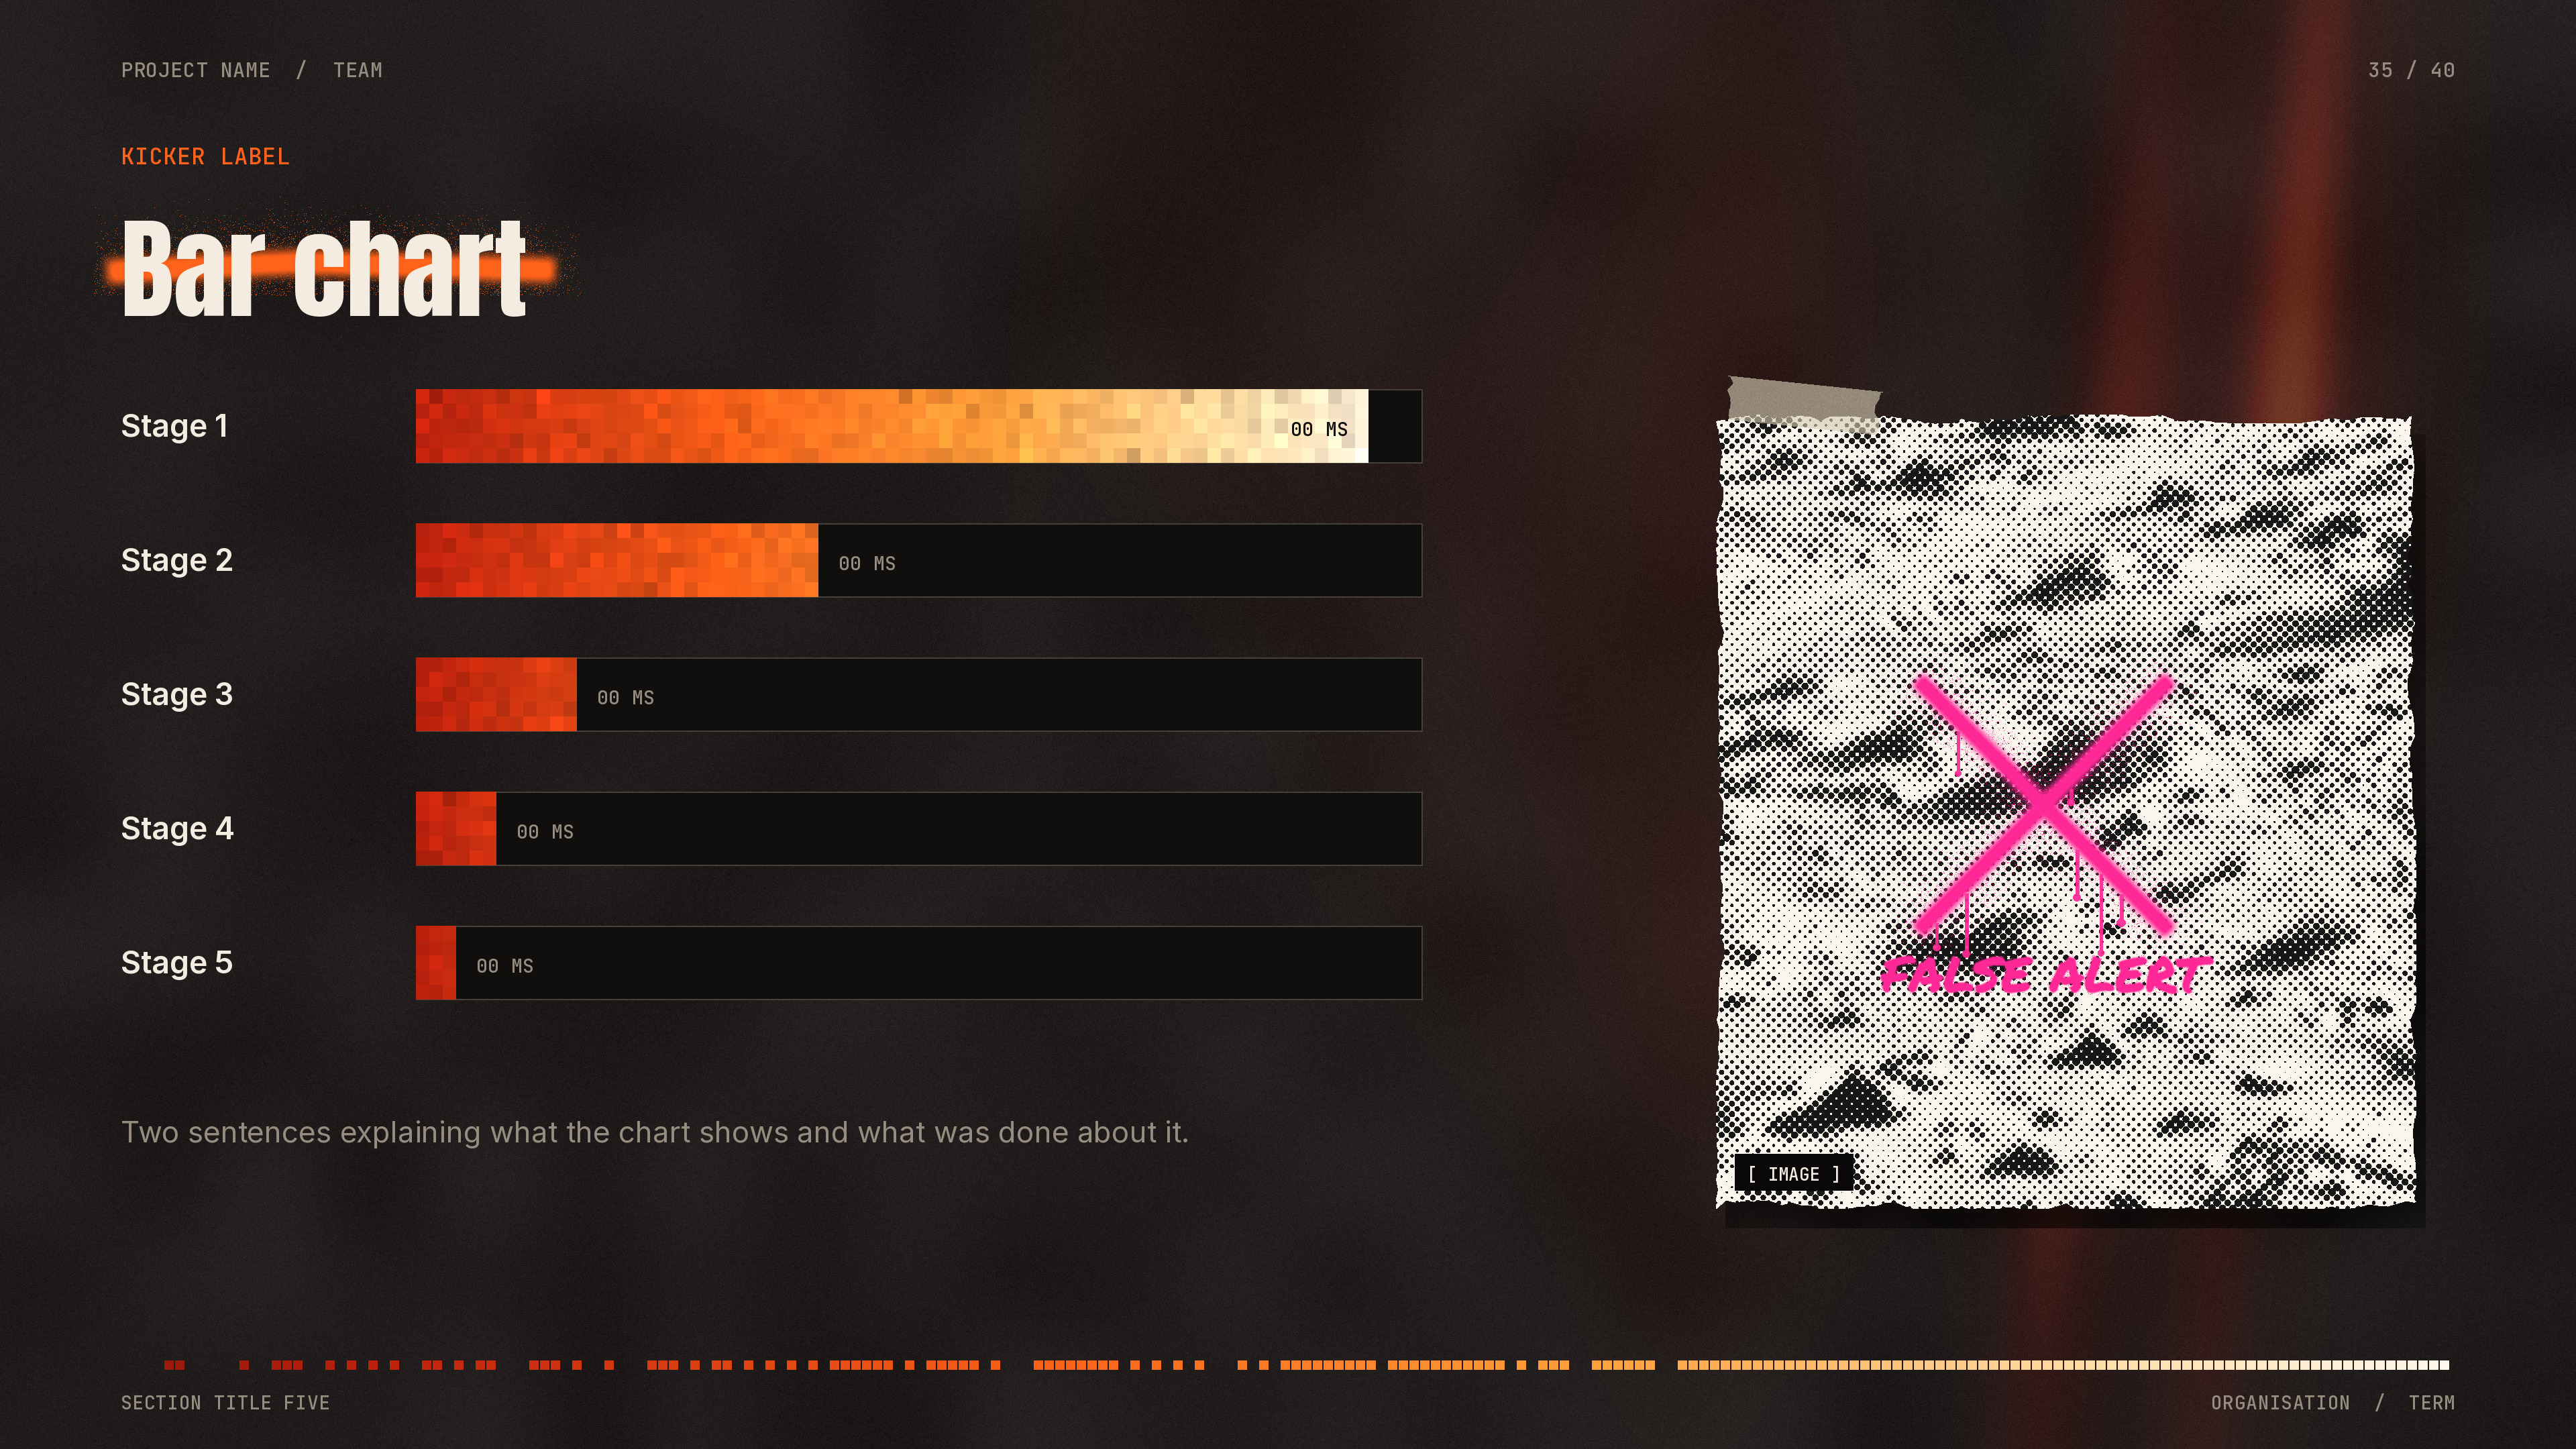 PROJECT NAME / TEAM
35 / 40
KICKER LABEL
Bar chart
Stage 1
00 MS
Stage 2
00 MS
Stage 3
00 MS
Stage 4
00 MS
Stage 5
00 MS
Two sentences explaining what the chart shows and what was done about it.
FALSE ALERT
[ IMAGE ]
SECTION TITLE FIVE
ORGANISATION / TERM